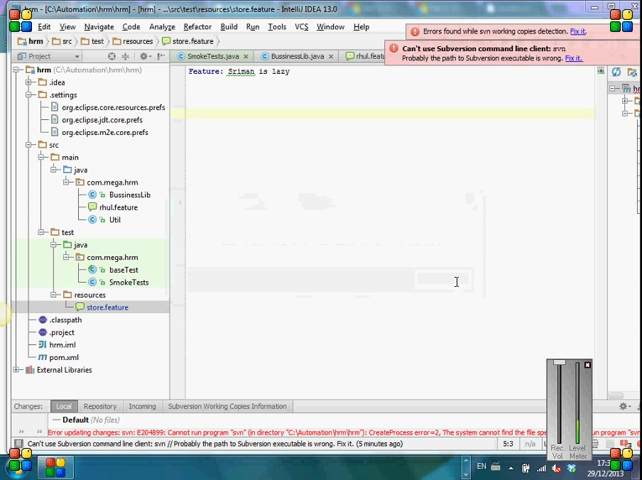 hrm - [C:\Automation\hrm\hrm] - ...\src\test\resources\store.feature - IntelliJ IDEA 13.0
File Edit View Navigate Code Analyze Refactor Build Run Tools VCS Window Help
hrm src test resources store.feature
Errors found while svn working copies detection. Fix it.
Can't use Subversion command line client: svn
Probably the path to Subversion executable is wrong. Fix it.
Project
SmokeTests.java BussinessLib.java rhul.feature
hrm (C:\Automation\hrm\hrm)
Feature: Sriman is lazy
.idea
.settings
org.eclipse.core.resources.prefs
org.eclipse.jdt.core.prefs
org.eclipse.m2e.core.prefs
src
main
java
com.mega.hrm
BussinessLib
rhul.feature
Util
test
java
com.mega.hrm
baseTest
SmokeTests
resources
store.feature
.classpath
.project
hrm.iml
pom.xml
External Libraries
Changes: Local Repository Incoming Subversion Working Copies Information
Default (No files)
Error updating changes: svn: E204899: Cannot run program "svn" (in directory "C:\Automation\hrm\hrm"): CreateProcess error=2, The system cannot find the file
Can't use Subversion command line client: svn // Probably the path to Subversion executable is wrong. Fix it. (5 minutes ago)
5:3 n/a
Rec Vol
Level Meter
EN
29/12/2013